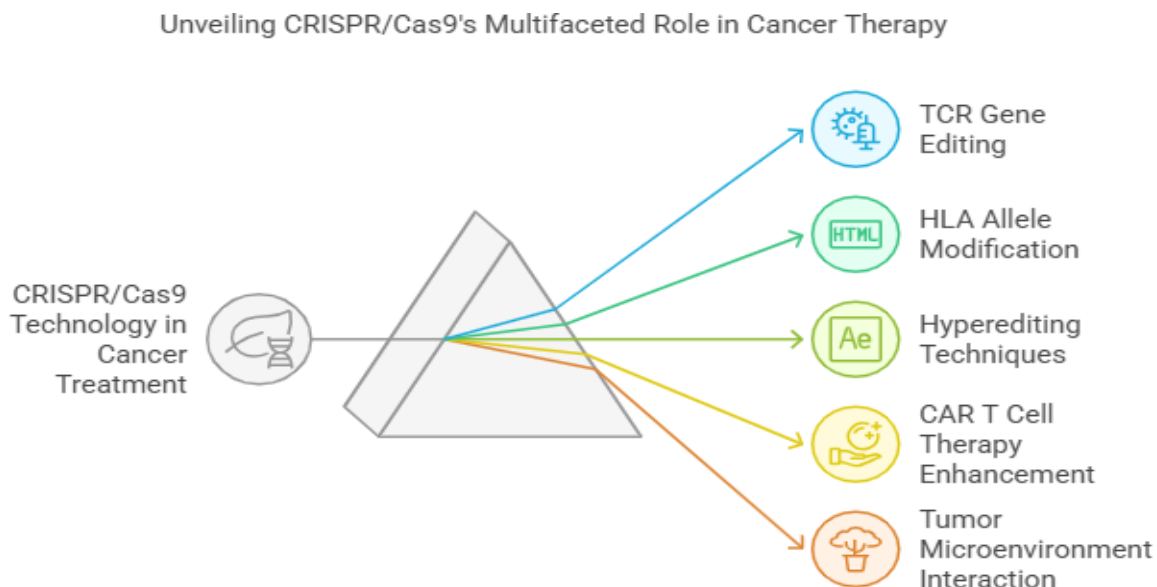 Unveiling CRISPR/Cas9's Multifaceted Role in Cancer Therapy
TCR Gene
Editing
HTML
HLA Allele
Modification
CRISPR/Cas9
Technology in
Cancer
Treatment
Ae
Hyperediting
Techniques
CAR T Cell
Therapy
Enhancement
Tumor
Microenvironment
Interaction